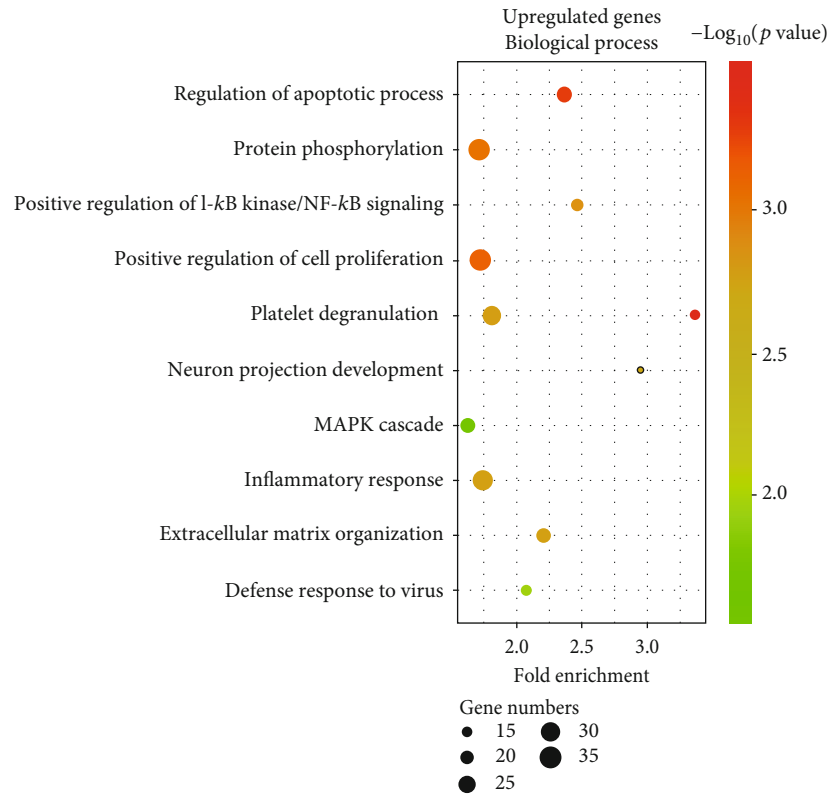 Upregulated genes
Biological process
−Log10(p value)
Regulation of apoptotic process
Protein phosphorylation
Positive regulation of l-kB kinase/NF-kB signaling
Positive regulation of cell proliferation
Platelet degranulation
Neuron projection development
MAPK cascade
Inflammatory response
Extracellular matrix organization
Defense response to virus
3.0
2.5
2.0
2.0 2.5 3.0
Fold enrichment
Gene numbers
15 30
20 35
25